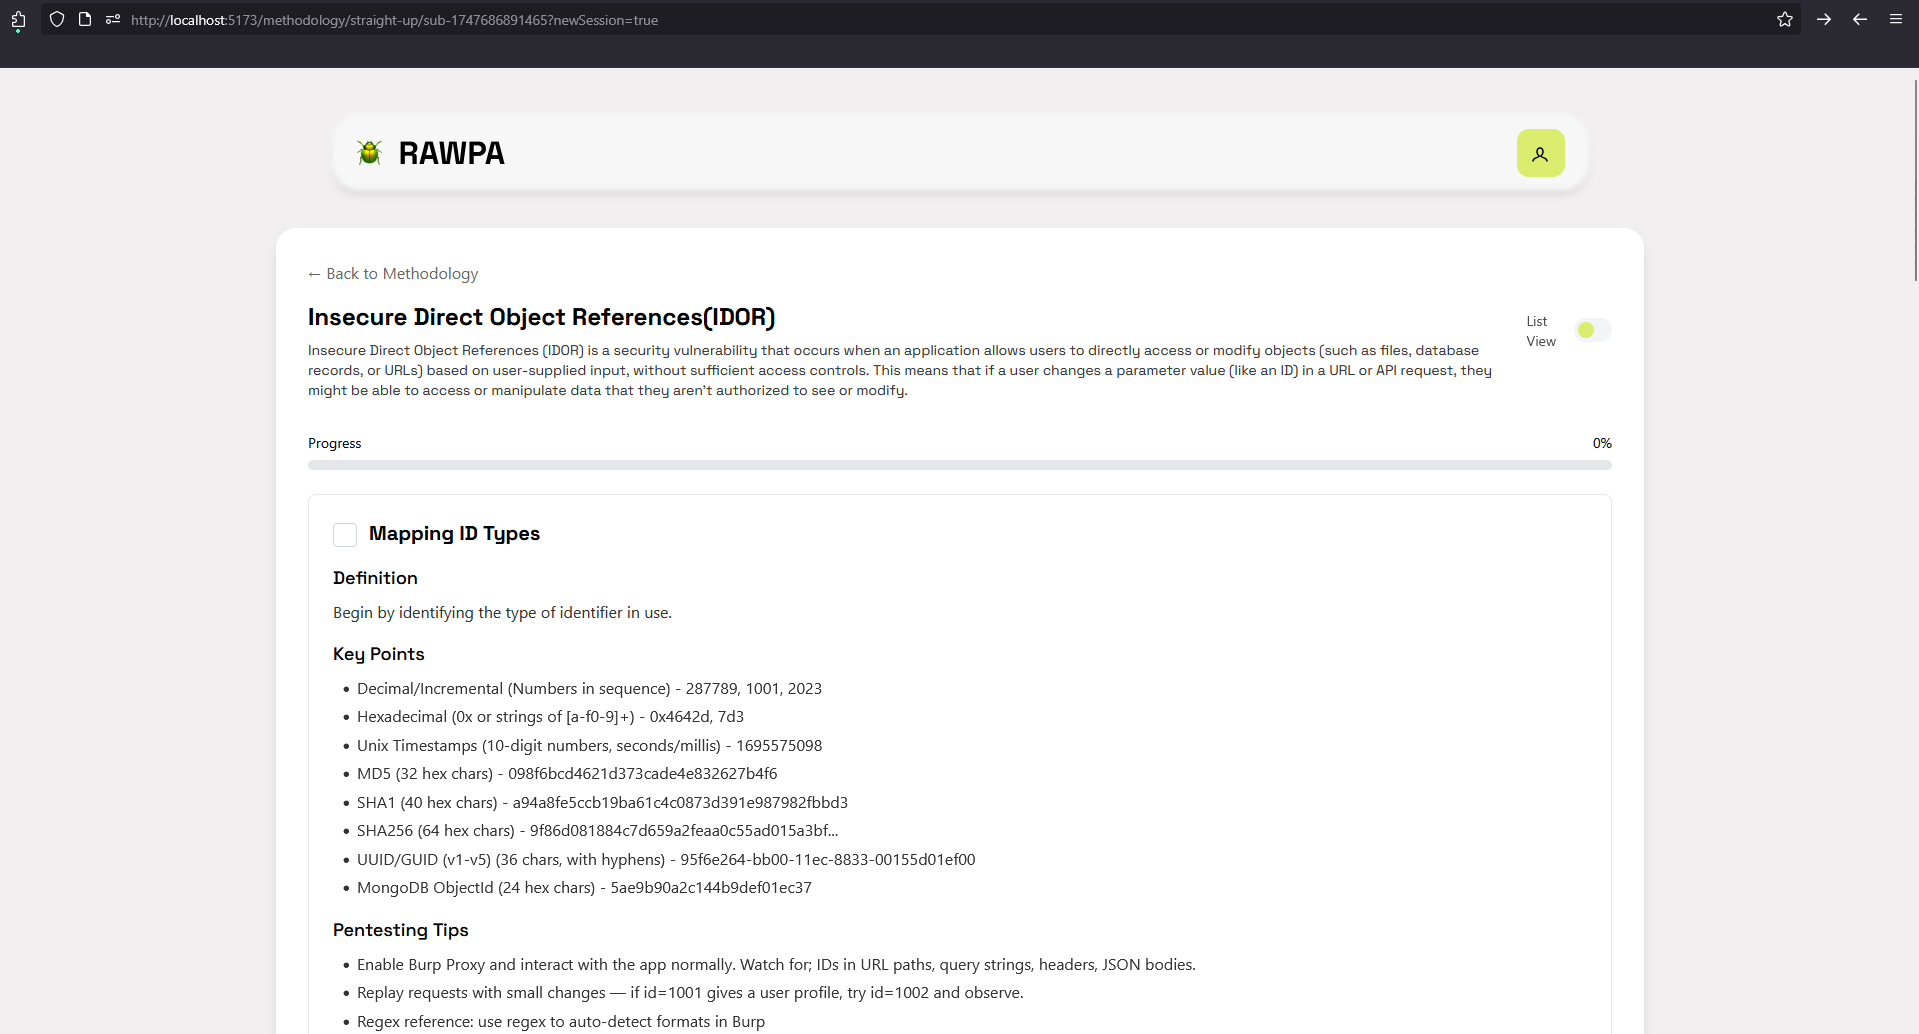 http://localhost:5173/methodology/straight-up/sub-1747686891465?newSession=true
RAWPA
← Back to Methodology
Insecure Direct Object References(IDOR)
List
View
Insecure Direct Object References (IDOR) is a security vulnerability that occurs when an application allows users to directly access or modify objects (such as files, database
records, or URLs) based on user-supplied input, without sufficient access controls. This means that if a user changes a parameter value (like an ID) in a URL or API request, they
might be able to access or manipulate data that they aren't authorized to see or modify.
Progress 0%
Mapping ID Types
Definition
Begin by identifying the type of identifier in use.
Key Points
• Decimal/Incremental (Numbers in sequence) - 287789, 1001, 2023
• Hexadecimal (0x or strings of [a-f0-9]+) - 0x4642d, 7d3
• Unix Timestamps (10-digit numbers, seconds/millis) - 1695575098
• MD5 (32 hex chars) - 098f6bcd4621d373cade4e832627b4f6
• SHA1 (40 hex chars) - a94a8fe5ccb19ba61c4c0873d391e987982fbbd3
• SHA256 (64 hex chars) - 9f86d081884c7d659a2feaa0c55ad015a3bf...
• UUID/GUID (v1-v5) (36 chars, with hyphens) - 95f6e264-bb00-11ec-8833-00155d01ef00
• MongoDB ObjectId (24 hex chars) - 5ae9b90a2c144b9def01ec37
Pentesting Tips
• Enable Burp Proxy and interact with the app normally. Watch for; IDs in URL paths, query strings, headers, JSON bodies.
• Replay requests with small changes — if id=1001 gives a user profile, try id=1002 and observe.
• Regex reference: use regex to auto-detect formats in Burp